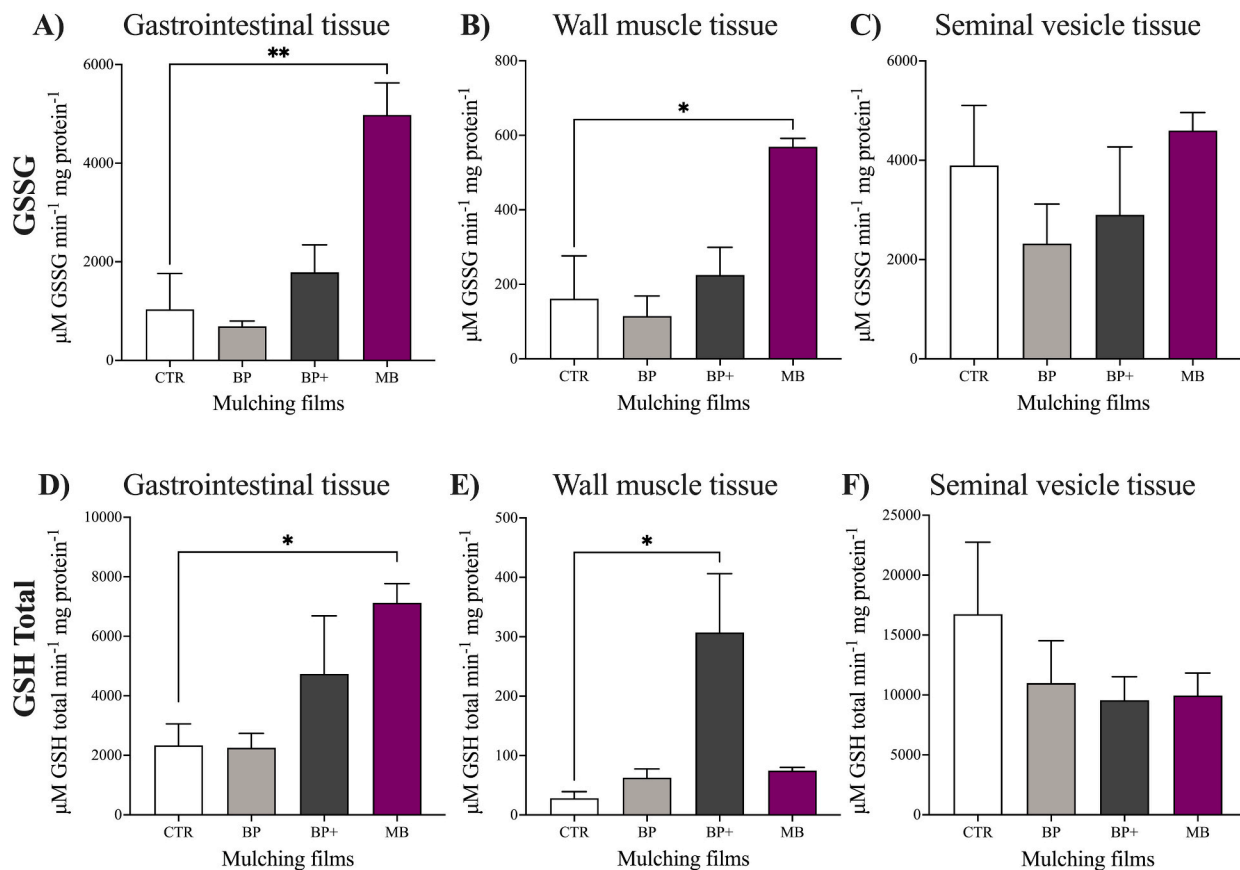 A) Gastrointestinal tissue
**
6000
4000
2000
0
µM GSSG min⁻¹ mg protein⁻¹
GSSG
CTR BP BP+ MB
Mulching films
B) Wall muscle tissue
*
800
600
400
200
0
µM GSSG min⁻¹ mg protein⁻¹
CTR BP BP+ MB
Mulching films
C) Seminal vesicle tissue
6000
4000
2000
0
µM GSSG min⁻¹ mg protein⁻¹
CTR BP BP+ MB
Mulching films
D) Gastrointestinal tissue
*
10000
8000
6000
4000
2000
0
µM GSH total min⁻¹ mg protein⁻¹
GSH Total
CTR BP BP+ MB
Mulching films
E) Wall muscle tissue
*
500
400
300
200
100
0
µM GSH total min⁻¹ mg protein⁻¹
CTR BP BP+ MB
Mulching films
F) Seminal vesicle tissue
25000
20000
15000
10000
5000
0
µM GSH total min⁻¹ mg protein⁻¹
CTR BP BP+ MB
Mulching films